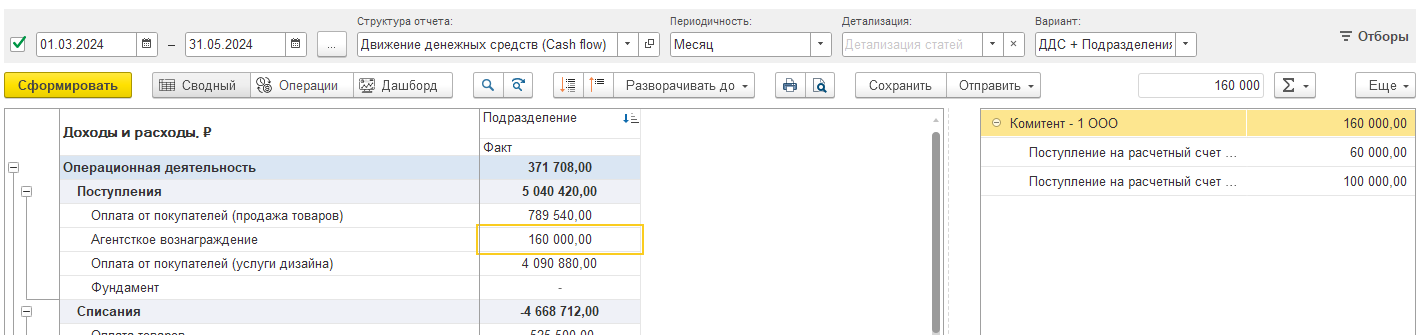 Структура отчета: Периодичность: Детализация: Вариант:
01.03.2024 – 31.05.2024 ... Движение денежных средств (Cash flow) Месяц Детализация статей × ДДС + Подразделения Отборы
Сформировать Сводный Операции Дашборд Разворачивать до Сохранить Отправить 160 000 Σ Еще
Доходы и расходы, ₽
Подразделение
Факт
Операционная деятельность 371 708,00
Поступления 5 040 420,00
Оплата от покупателей (продажа товаров) 789 540,00
Агентсткое вознаграждение 160 000,00
Оплата от покупателей (услуги дизайна) 4 090 880,00
Фундамент -
Списания -4 668 712,00
Оплата товаров 525 500,00
Комитент - 1 ООО 160 000,00
Поступление на расчетный счет ... 60 000,00
Поступление на расчетный счет ... 100 000,00